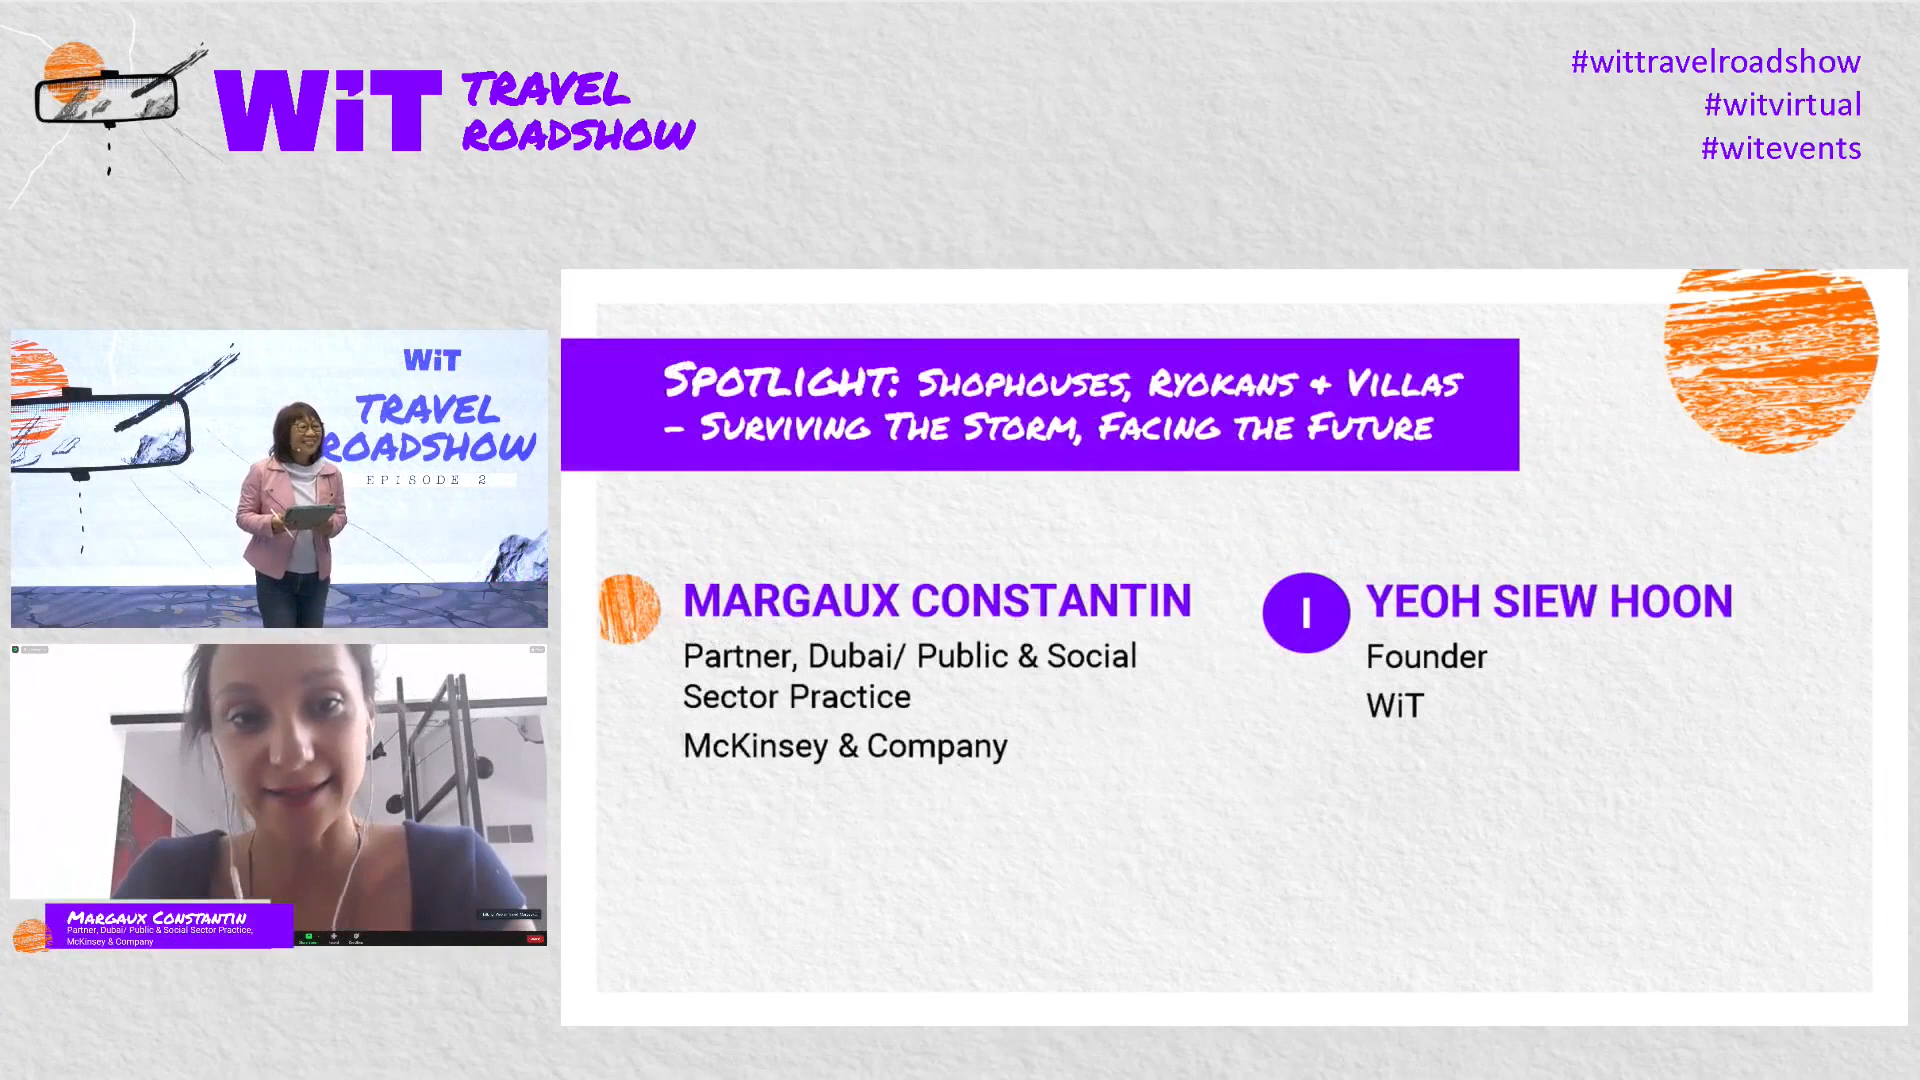 WiT TRAVEL
ROADSHOW
#wittravelroadshow
#witvirtual
#witevents
WiT
TRAVEL
ROADSHOW
EPISODE 2
SPOTLIGHT: SHOPHOUSES, RYOKANS & VILLAS
– SURVIVING THE STORM, FACING THE FUTURE
MARGAUX CONSTANTIN
Partner, Dubai/ Public & Social
Sector Practice
McKinsey & Company
I
YEOH SIEW HOON
Founder
WiT
MARGAUX CONSTANTIN
Partner, Dubai/ Public & Social Sector Practice,
McKinsey & Company